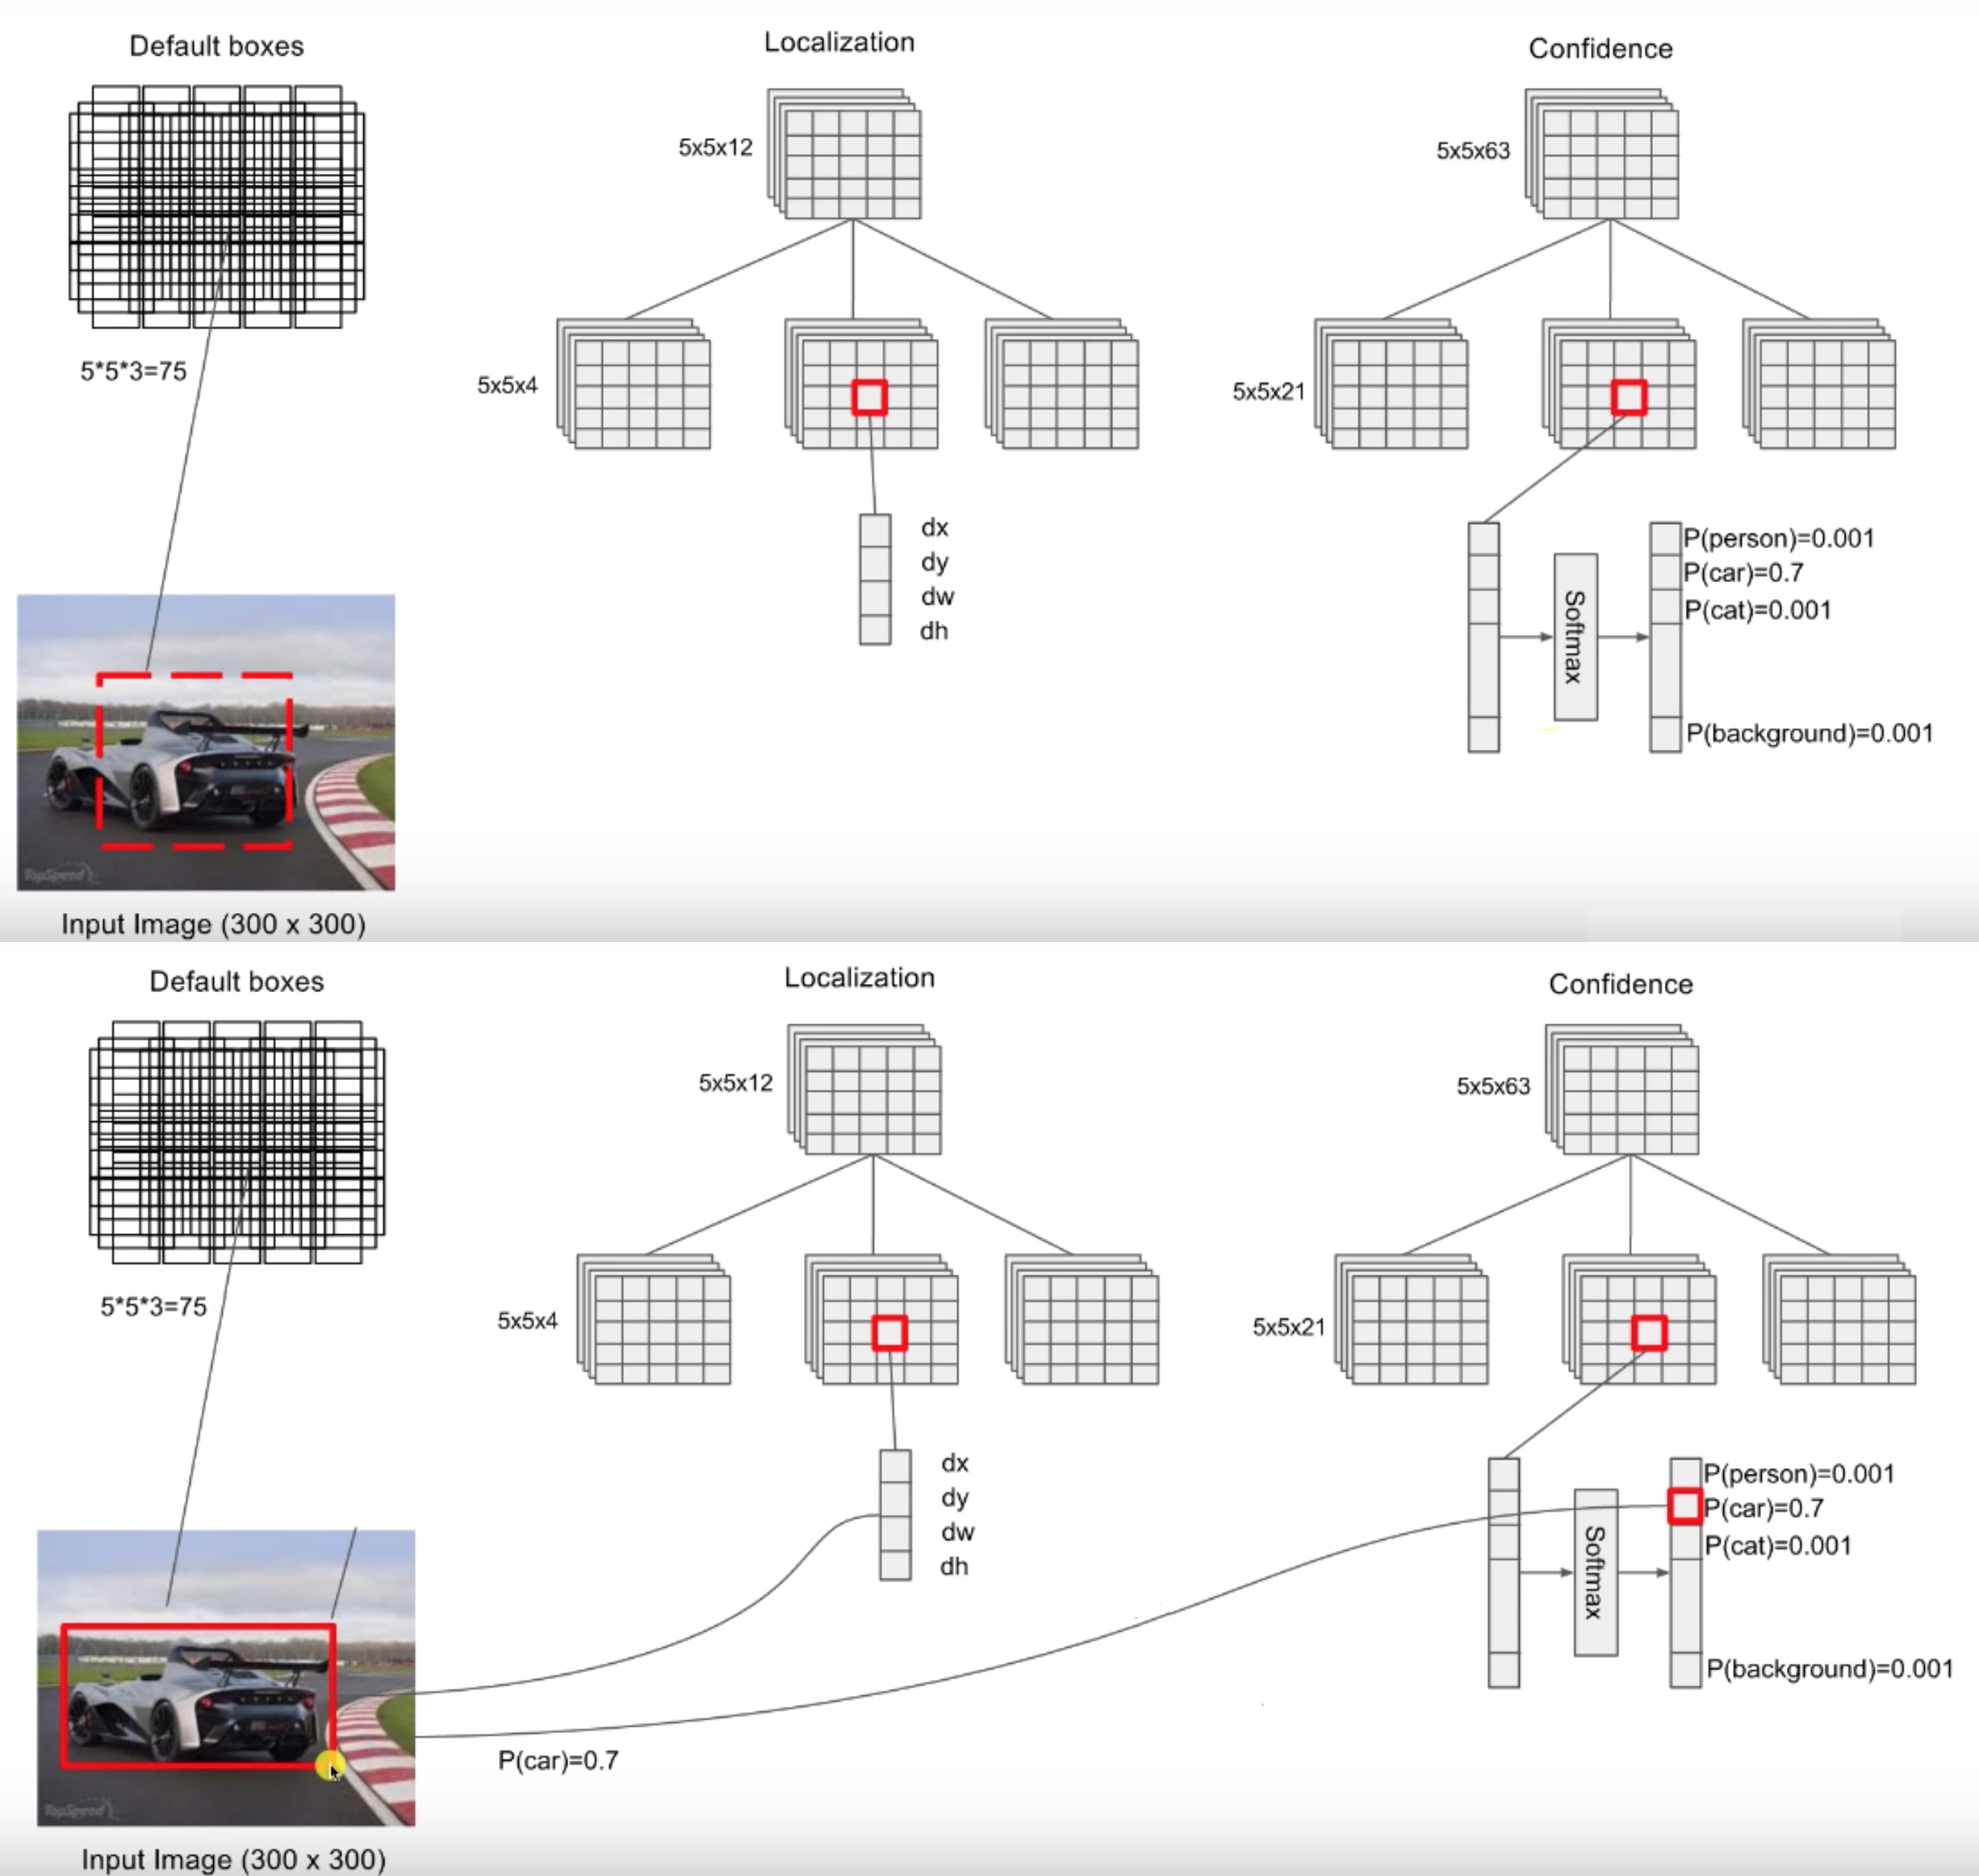 Default boxes
Localization
Confidence
5x5x12
5x5x63
5*5*3=75
5x5x4
5x5x21
dx
dy
dw
dh
Softmax
P(person)=0.001
P(car)=0.7
P(cat)=0.001
P(background)=0.001
TopSpeed
Input Image (300 x 300)
Default boxes
Localization
Confidence
5x5x12
5x5x63
5*5*3=75
5x5x4
5x5x21
dx
dy
dw
dh
Softmax
P(person)=0.001
P(car)=0.7
P(cat)=0.001
P(background)=0.001
P(car)=0.7
TopSpeed
Input Image (300 x 300)